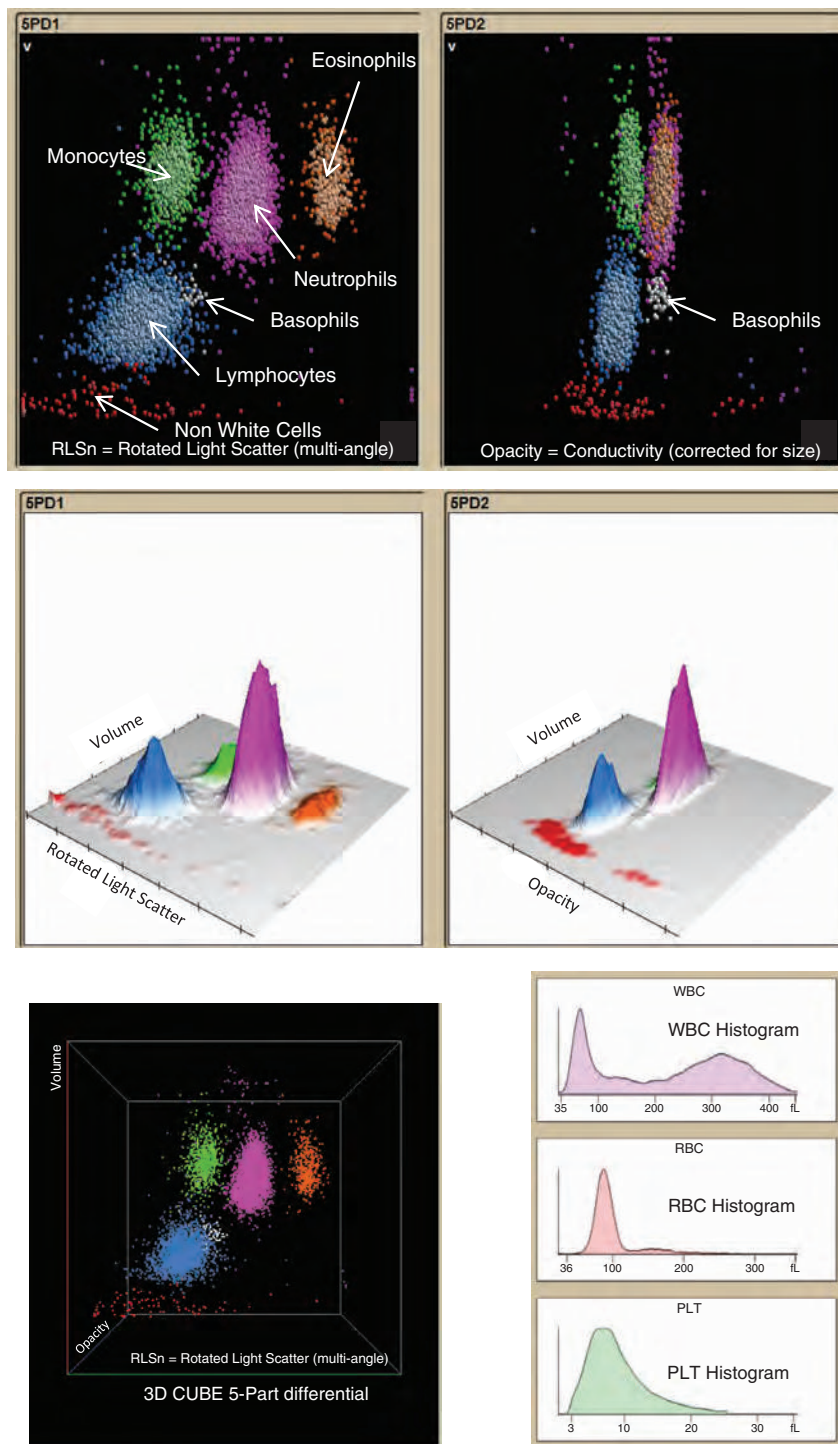 5PD1
V
Eosinophils
Monocytes
Neutrophils
Basophils
Lymphocytes
Non White Cells
RLSn = Rotated Light Scatter (multi-angle)
5PD2
V
Basophils
Opacity = Conductivity (corrected for size)
5PD1
Volume
Rotated Light Scatter
5PD2
Volume
Opacity
Volume
Opacity
RLSn = Rotated Light Scatter (multi-angle)
3D CUBE 5-Part differential
WBC
WBC Histogram
35 100 200 300 400 fL
RBC
RBC Histogram
36 100 200 300 fL
PLT
PLT Histogram
3 10 20 30 fL